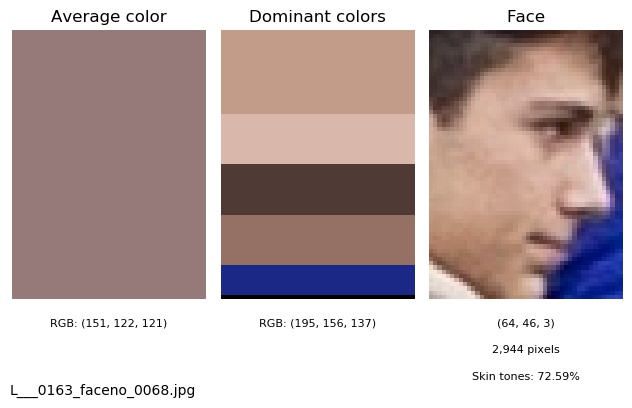 Average color
Dominant colors
Face
RGB: (151, 122, 121)
RGB: (195, 156, 137)
(64, 46, 3)
2,944 pixels
Skin tones: 72.59%
L___0163_faceno_0068.jpg